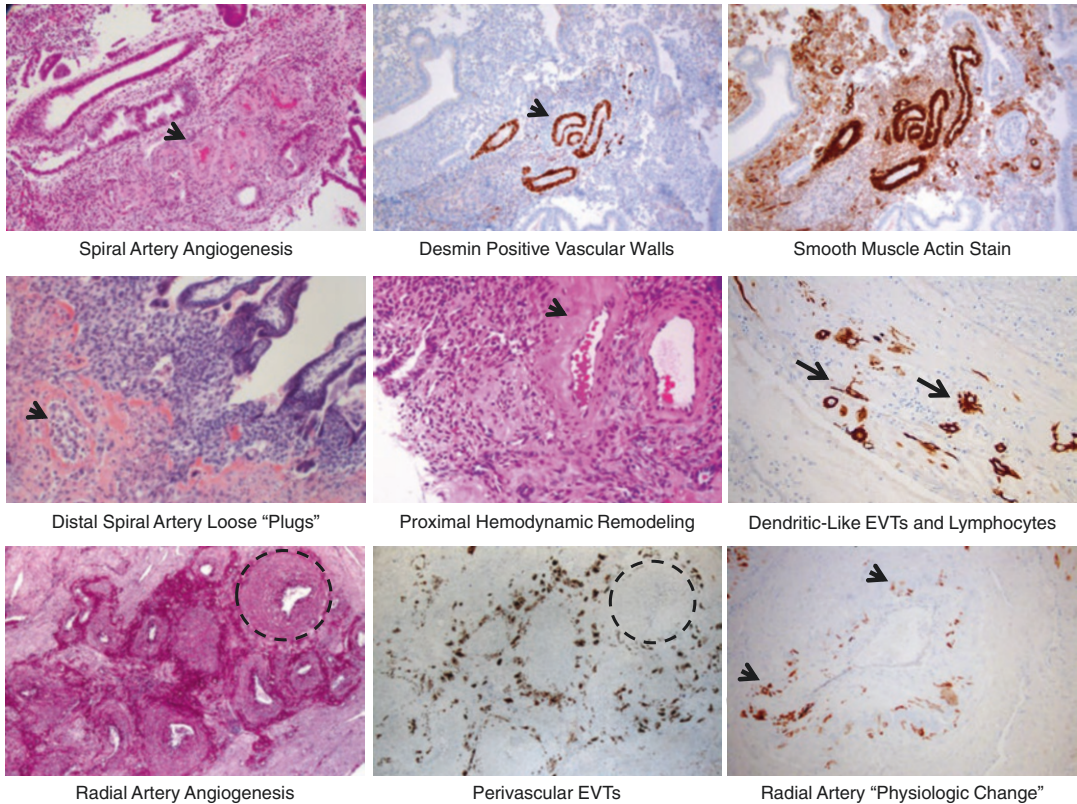 Spiral Artery Angiogenesis
Desmin Positive Vascular Walls
Smooth Muscle Actin Stain
Distal Spiral Artery Loose “Plugs”
Proximal Hemodynamic Remodeling
Dendritic-Like EVTs and Lymphocytes
Radial Artery Angiogenesis
Perivascular EVTs
Radial Artery “Physiologic Change”